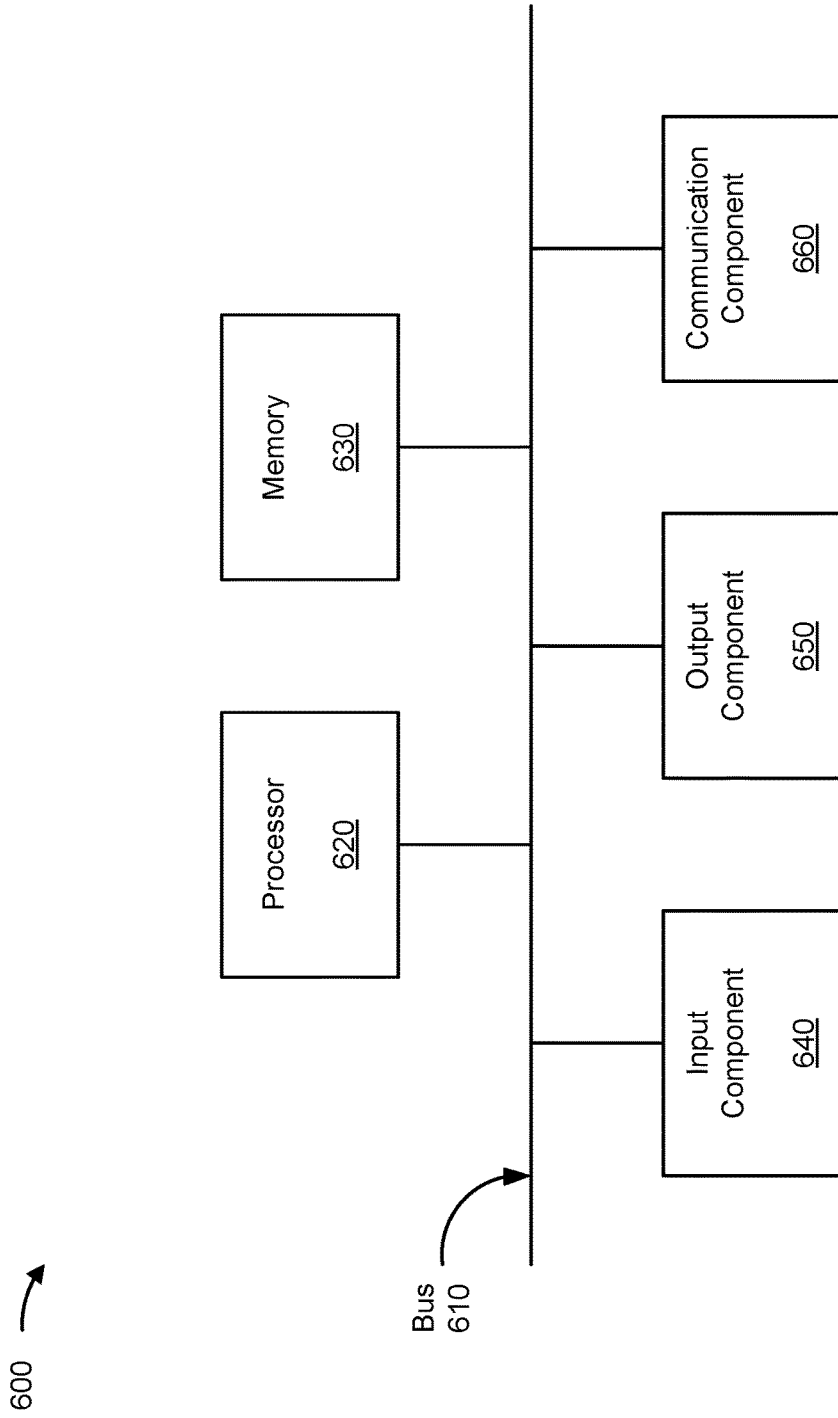 600
Processor
620
Memory
630
Bus
610
Input
Component
640
Output
Component
650
Communication
Component
660